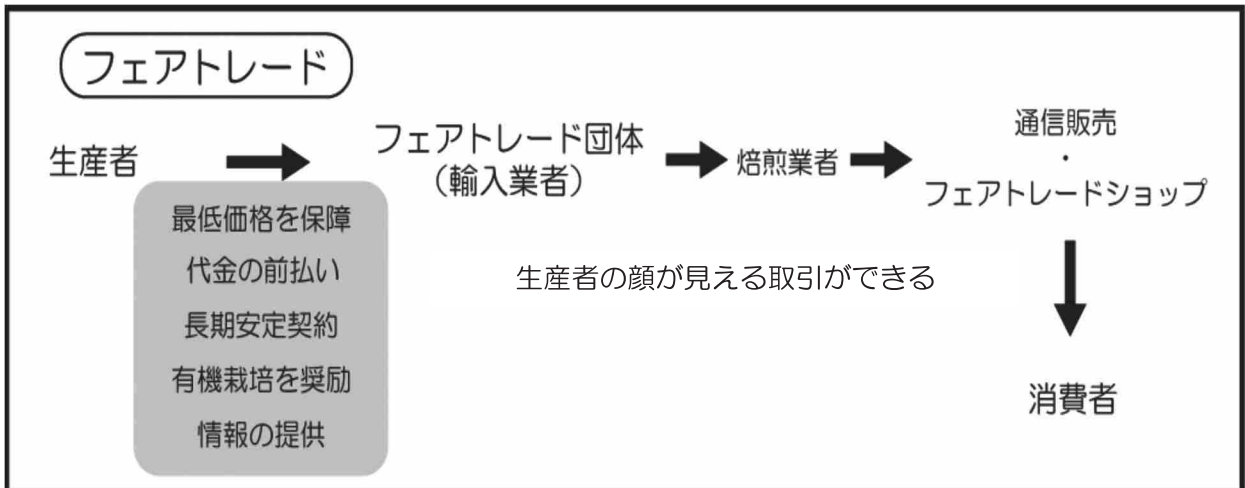 フェアトレード
生産者
フェアトレード団体
（輸入業者）
焙煎業者
通信販売
・
フェアトレードショップ
最低価格を保障
代金の前払い
長期安定契約
有機栽培を奨励
情報の提供
生産者の顔が見える取引ができる
消費者